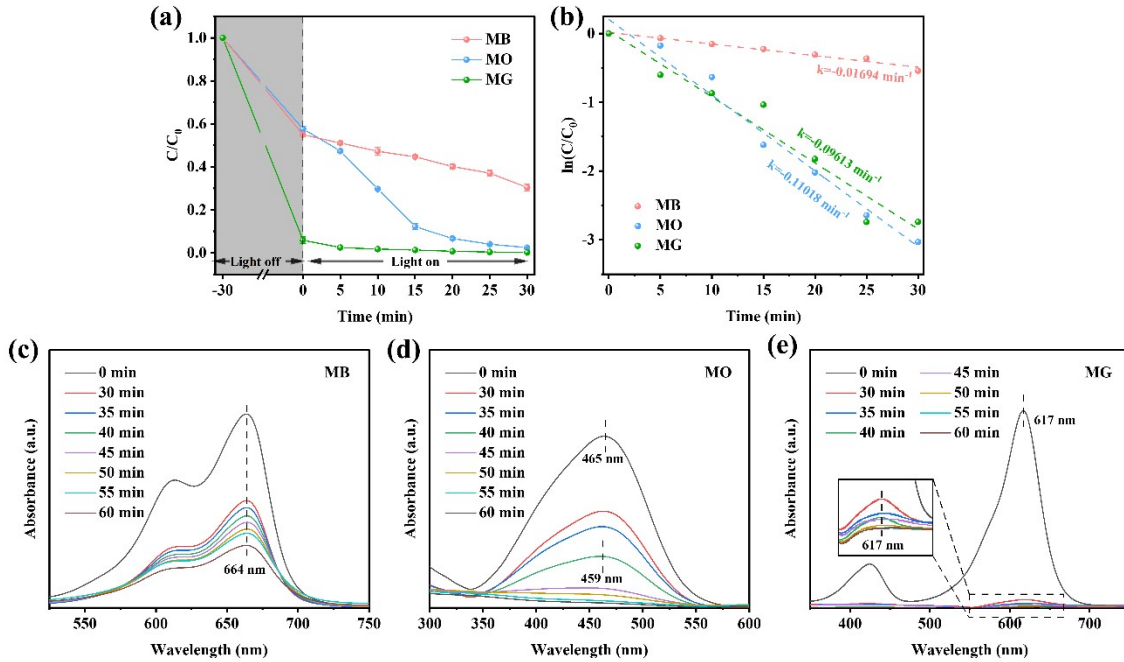 (a)
MB
MO
MG
C/C0
1.0
0.8
0.6
0.4
0.2
0.0
Light off
Light on
-30
0
5
10
15
20
25
30
Time (min)
(b)
ln(C/C0)
0
-1
-2
-3
k=-0.01694 min⁻¹
k=-0.09613 min⁻¹
k=-0.11018 min⁻¹
MB
MO
MG
0
5
10
15
20
25
30
Time (min)
(c)
MB
0 min
30 min
35 min
40 min
45 min
50 min
55 min
60 min
664 nm
Absorbance (a.u.)
550
600
650
700
750
Wavelength (nm)
(d)
MO
0 min
30 min
35 min
40 min
45 min
50 min
55 min
60 min
465 nm
459 nm
Absorbance (a.u.)
300
350
400
450
500
550
600
Wavelength (nm)
(e)
MG
0 min
30 min
35 min
40 min
45 min
50 min
55 min
60 min
617 nm
617 nm
Absorbance (a.u.)
400
500
600
700
Wavelength (nm)